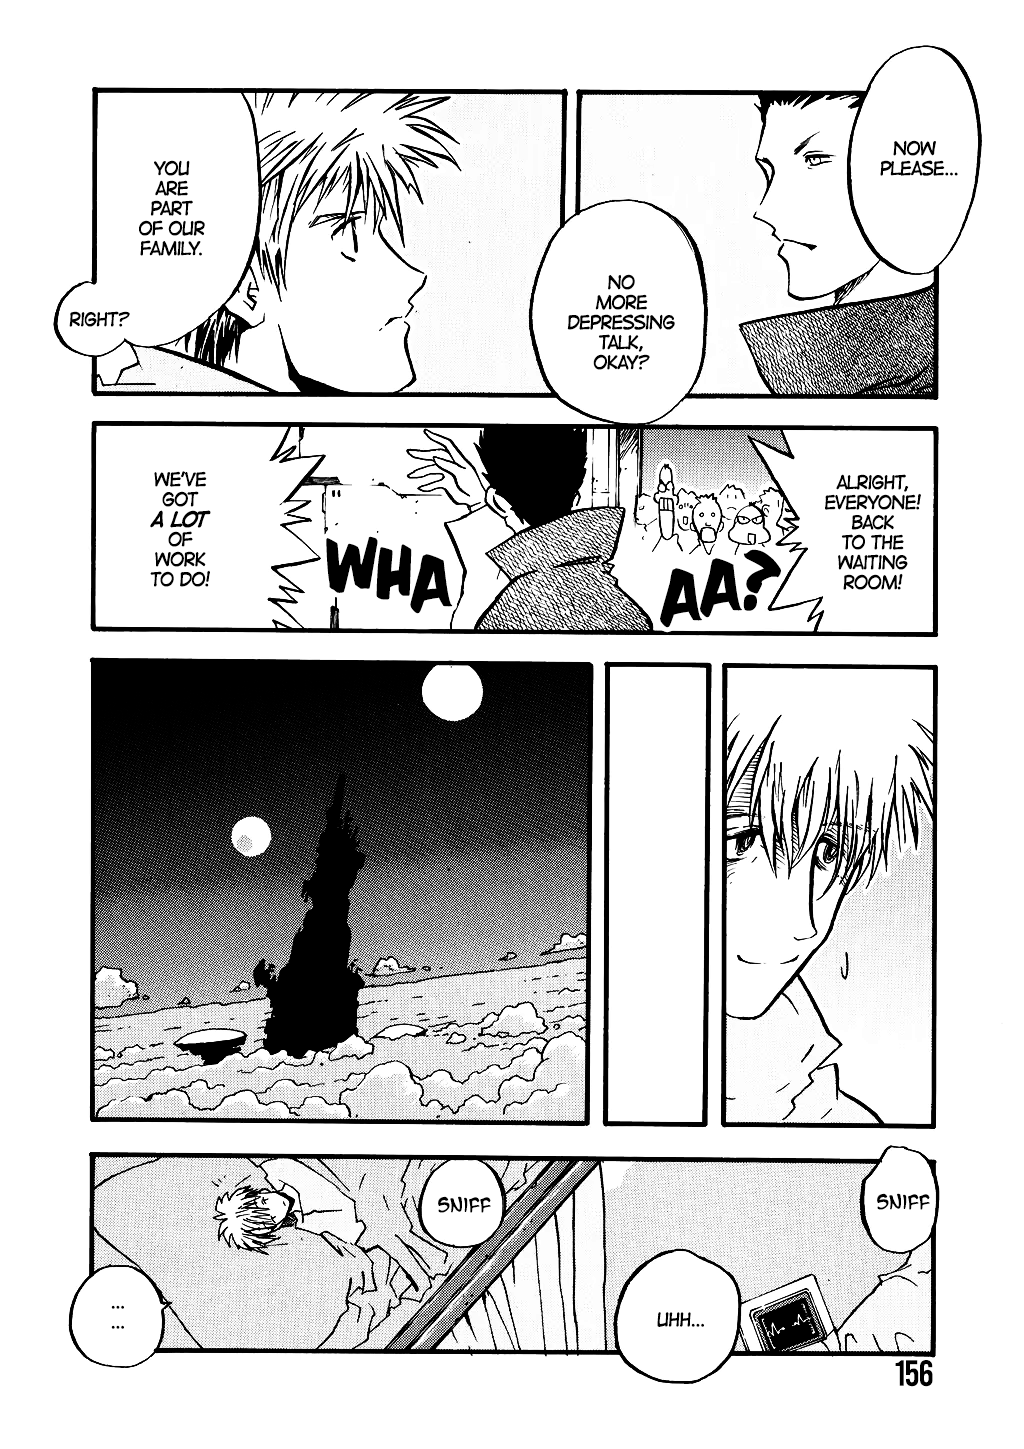 NOW
PLEASE...
NO
MORE
DEPRESSING
TALK,
OKAY?
YOU
ARE
PART
OF OUR
FAMILY.
RIGHT?
ALRIGHT,
EVERYONE!
BACK
TO THE
WAITING
ROOM!
WHA
AA?
WE'VE
GOT
A LOT
OF
WORK
TO DO!
SNIFF
UHH...
SNIFF
...
...
156